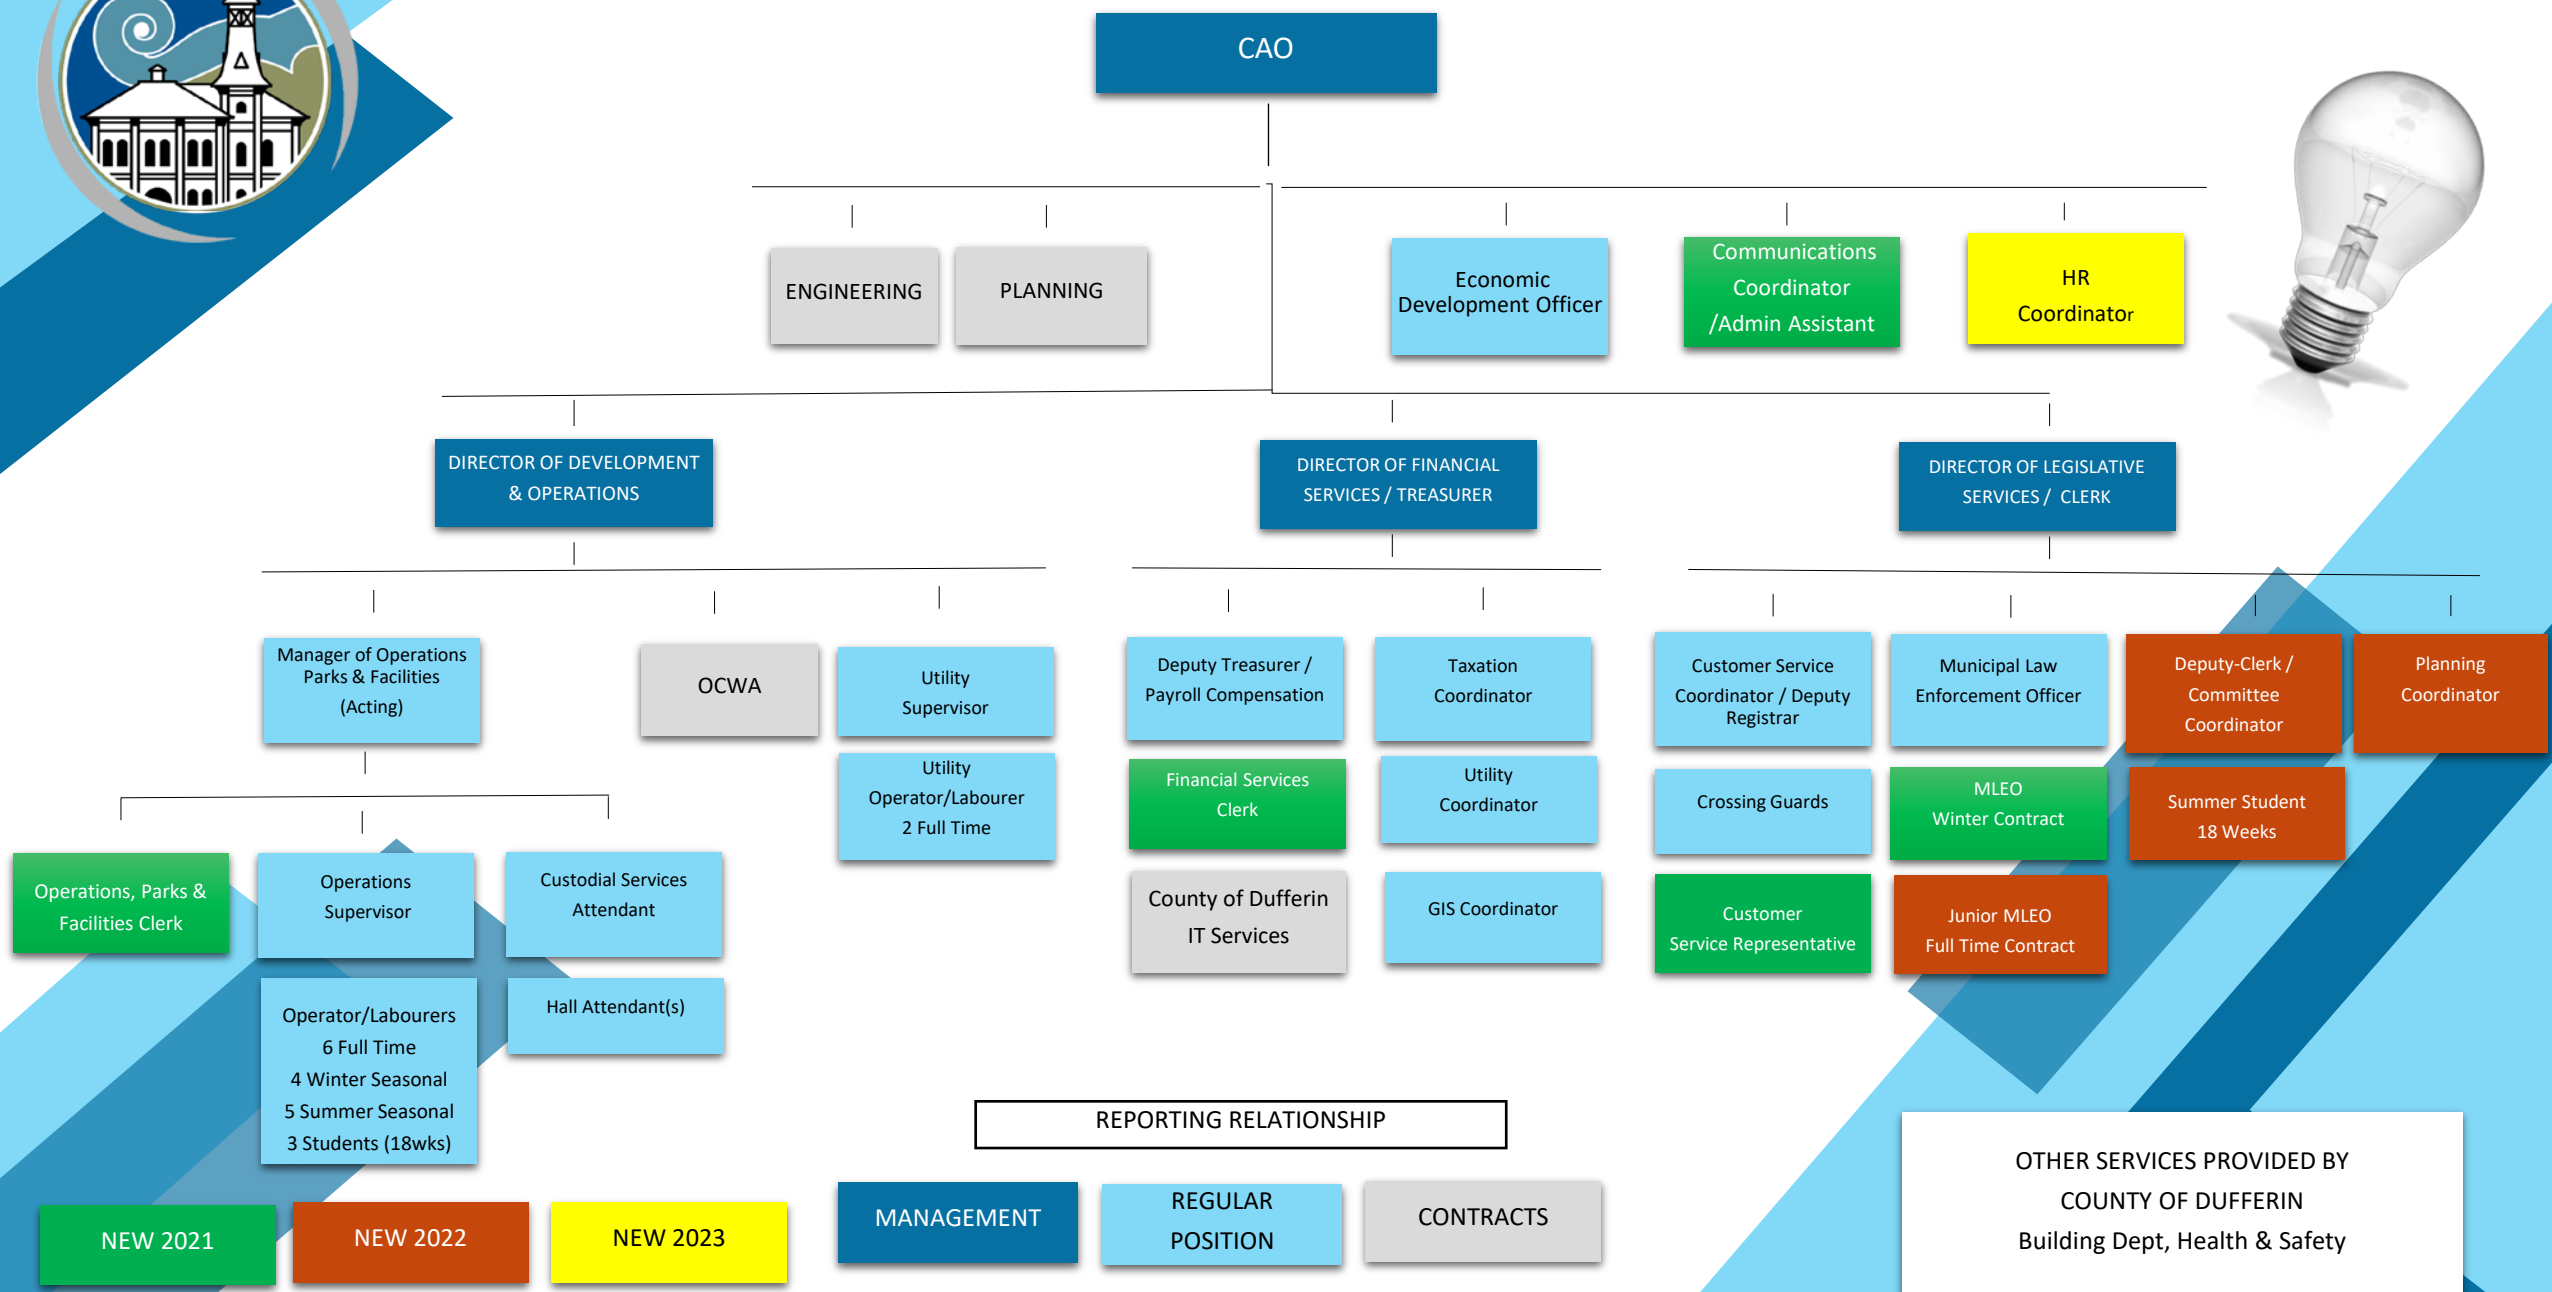 CAO
ENGINEERING
PLANNING
Economic
Development Officer
Communications
Coordinator
/Admin Assistant
HR
Coordinator
DIRECTOR OF DEVELOPMENT
& OPERATIONS
DIRECTOR OF FINANCIAL
SERVICES / TREASURER
DIRECTOR OF LEGISLATIVE
SERVICES / CLERK
Manager of Operations
Parks & Facilities
(Acting)
OCWA
Utility
Supervisor
Utility
Operator/Labourer
2 Full Time
Operations, Parks &
Facilities Clerk
Operations
Supervisor
Custodial Services
Attendant
Operator/Labourers
6 Full Time
4 Winter Seasonal
5 Summer Seasonal
3 Students (18wks)
Hall Attendant(s)
Deputy Treasurer /
Payroll Compensation
Taxation
Coordinator
Financial Services
Clerk
Utility
Coordinator
County of Dufferin
IT Services
GIS Coordinator
Customer Service
Coordinator / Deputy
Registrar
Municipal Law
Enforcement Officer
Deputy-Clerk /
Committee
Coordinator
Planning
Coordinator
Crossing Guards
MLEO
Winter Contract
Summer Student
18 Weeks
Customer
Service Representative
Junior MLEO
Full Time Contract
REPORTING RELATIONSHIP
NEW 2021
NEW 2022
NEW 2023
MANAGEMENT
REGULAR
POSITION
CONTRACTS
OTHER SERVICES PROVIDED BY
COUNTY OF DUFFERIN
Building Dept, Health & Safety